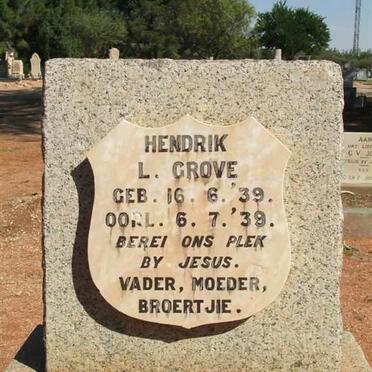 HENDRIK
L. GROVE
GEB. 16. 6. '39.
OORL. 6. 7. '39.
BEREI ONS PLEK
BY JESUS.
VADER, MOEDER,
BROERTJIE.